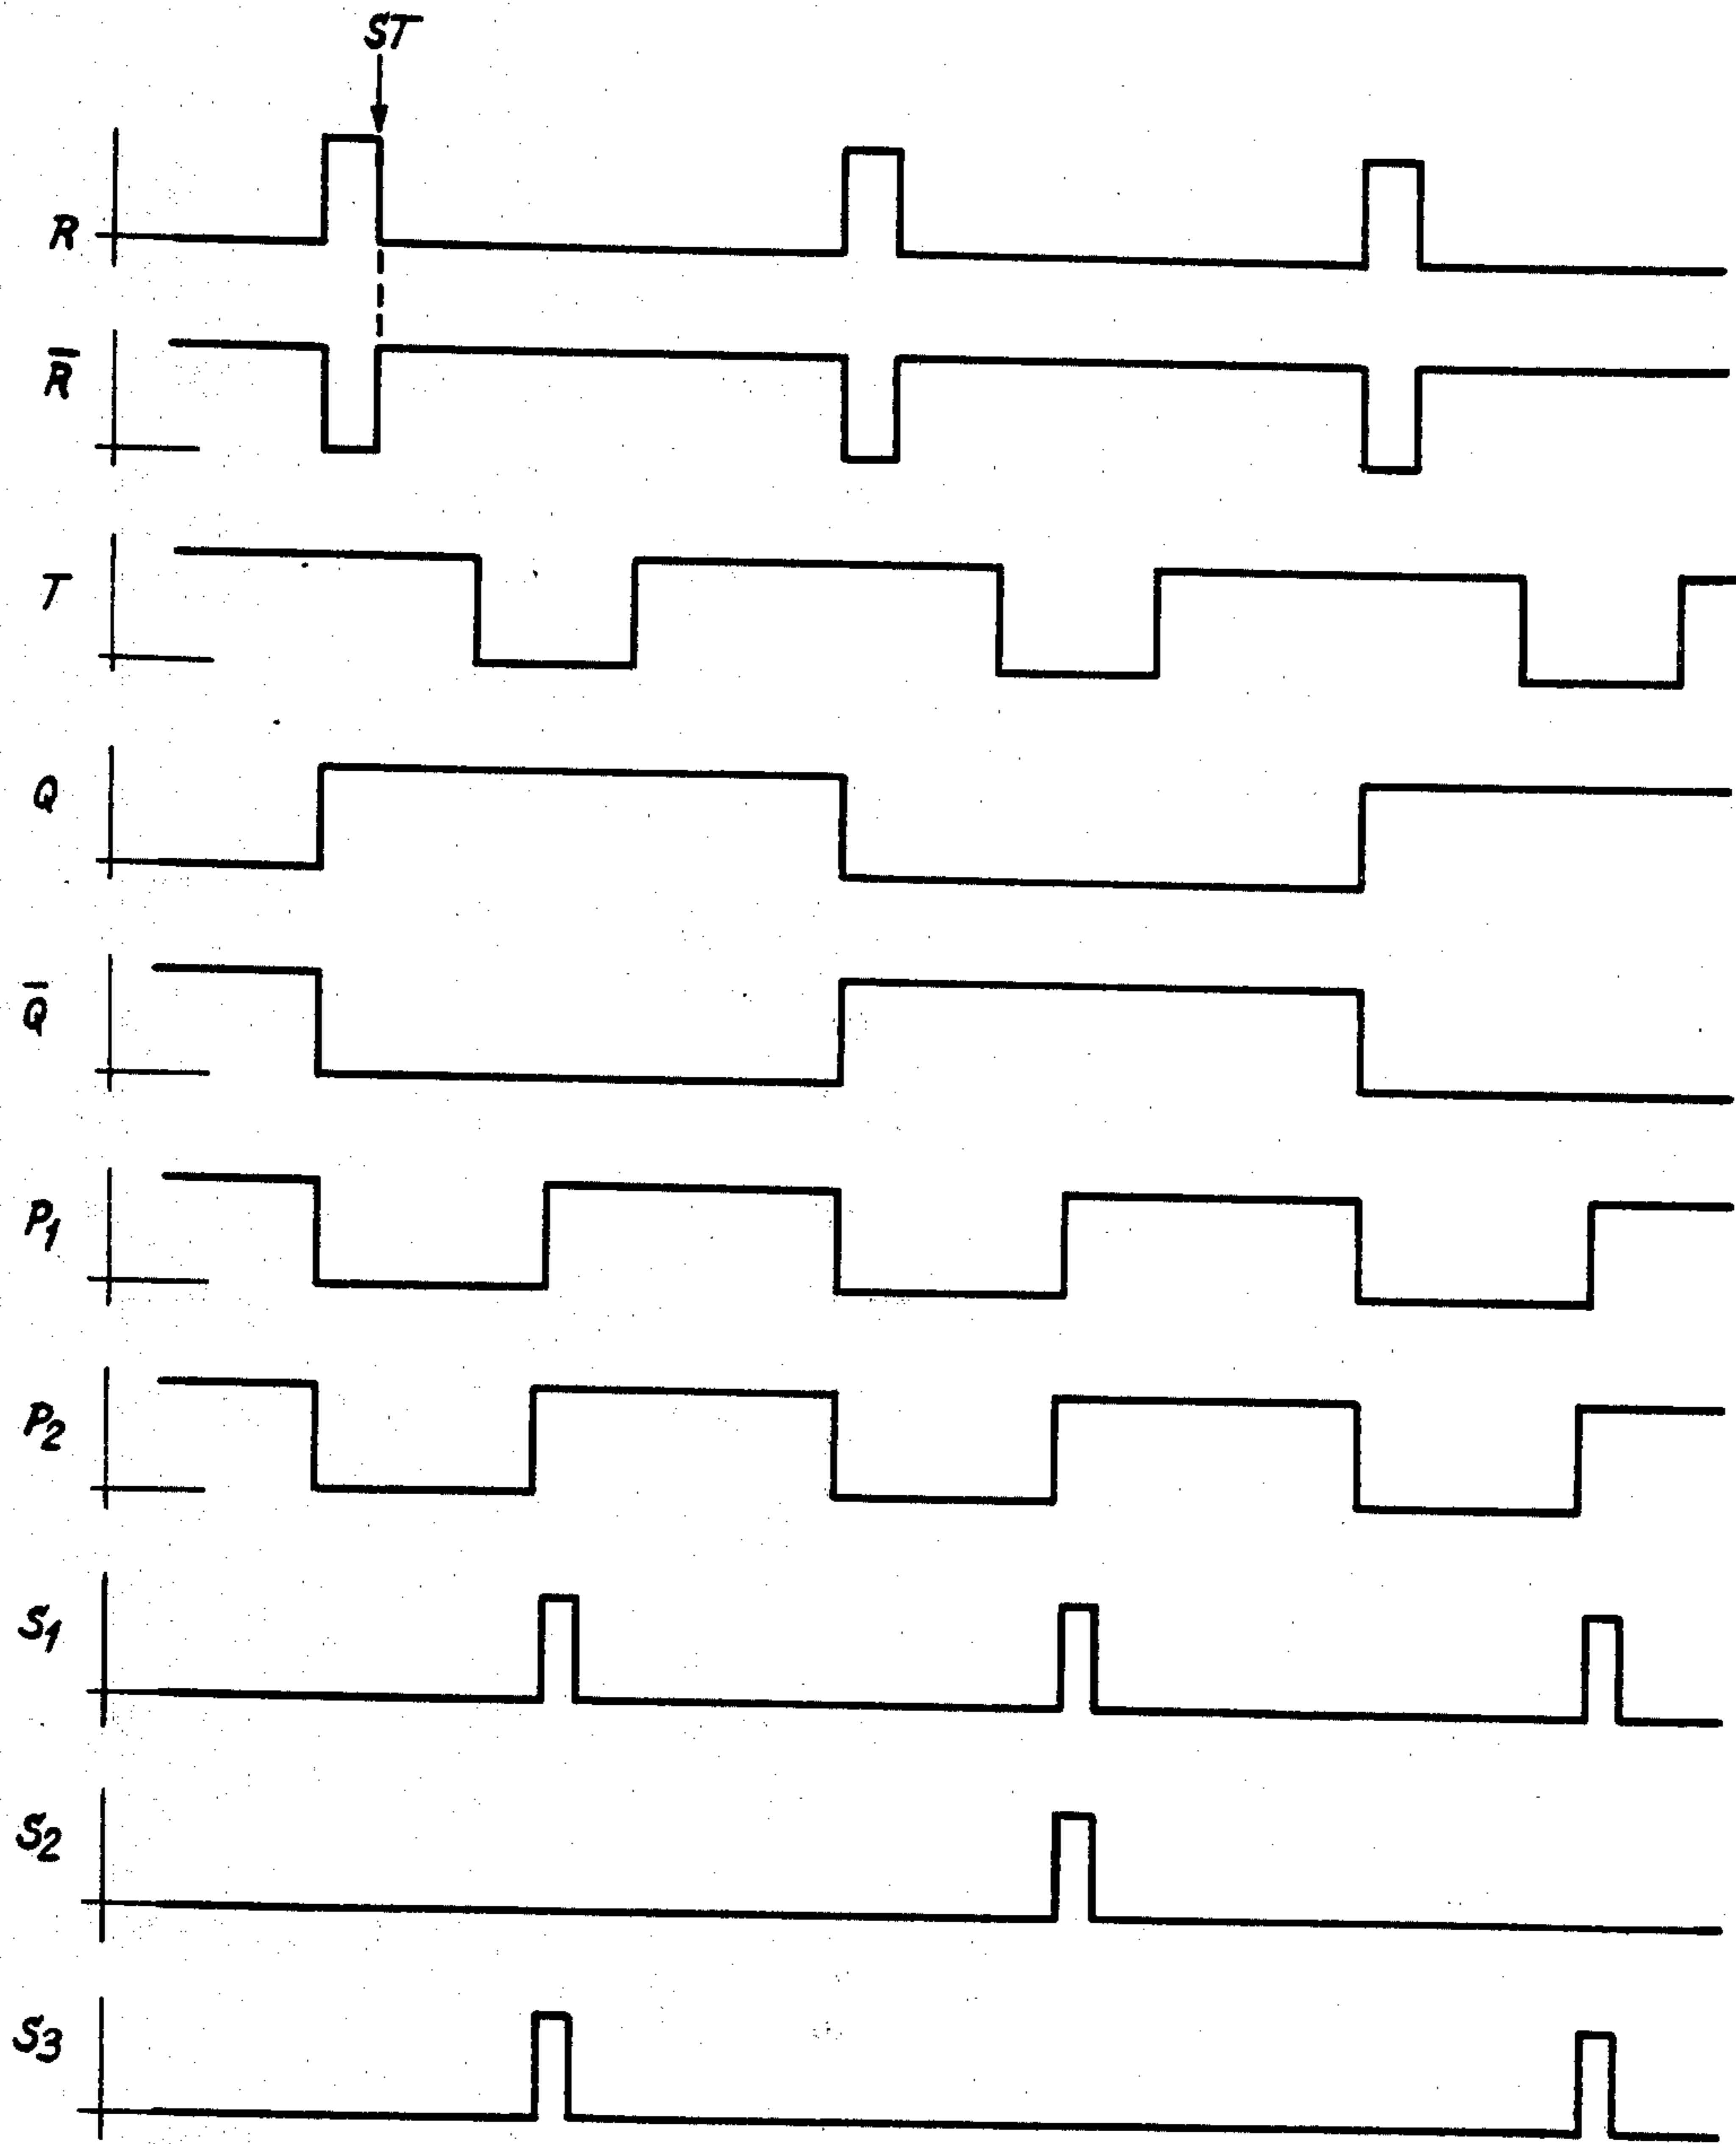 ST
R
R̅
T
Q
Q̅
P₁
P₂
S₁
S₂
S₃